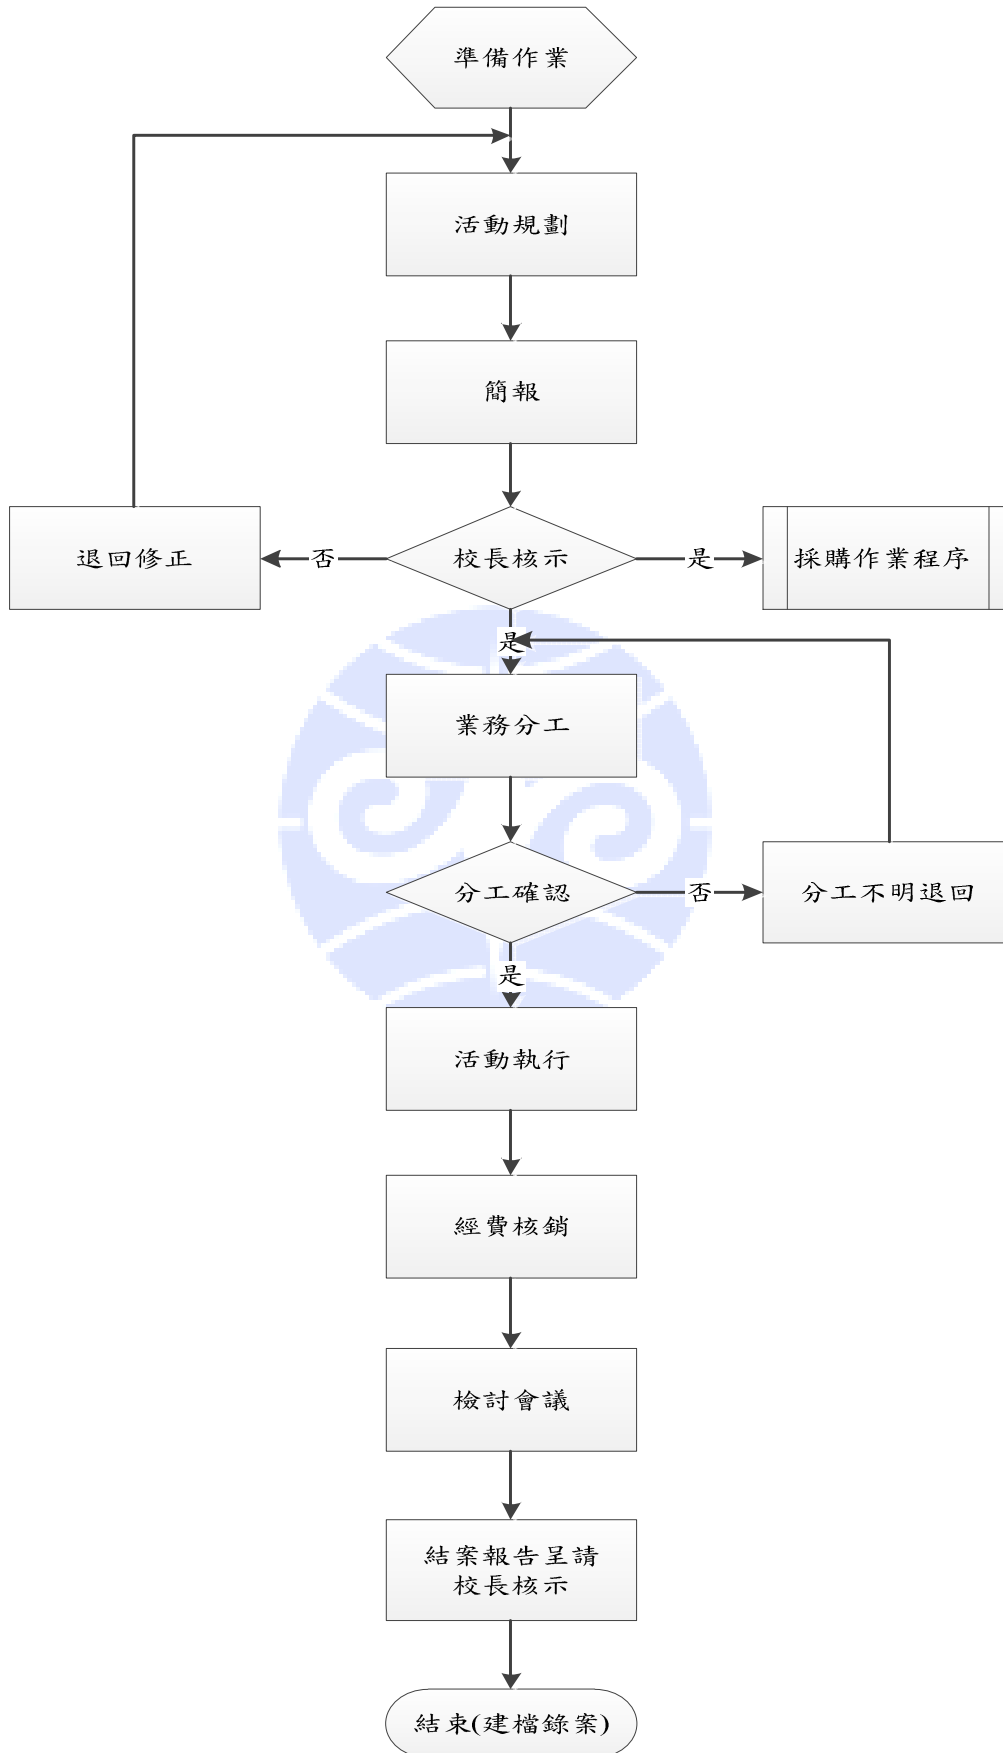 準備作業
活動規劃
簡報
退回修正
否
校長核示
是
採購作業程序
是
業務分工
分工確認
否
分工不明退回
是
活動執行
經費核銷
檢討會議
結案報告呈請
校長核示
結束(建檔錄案)